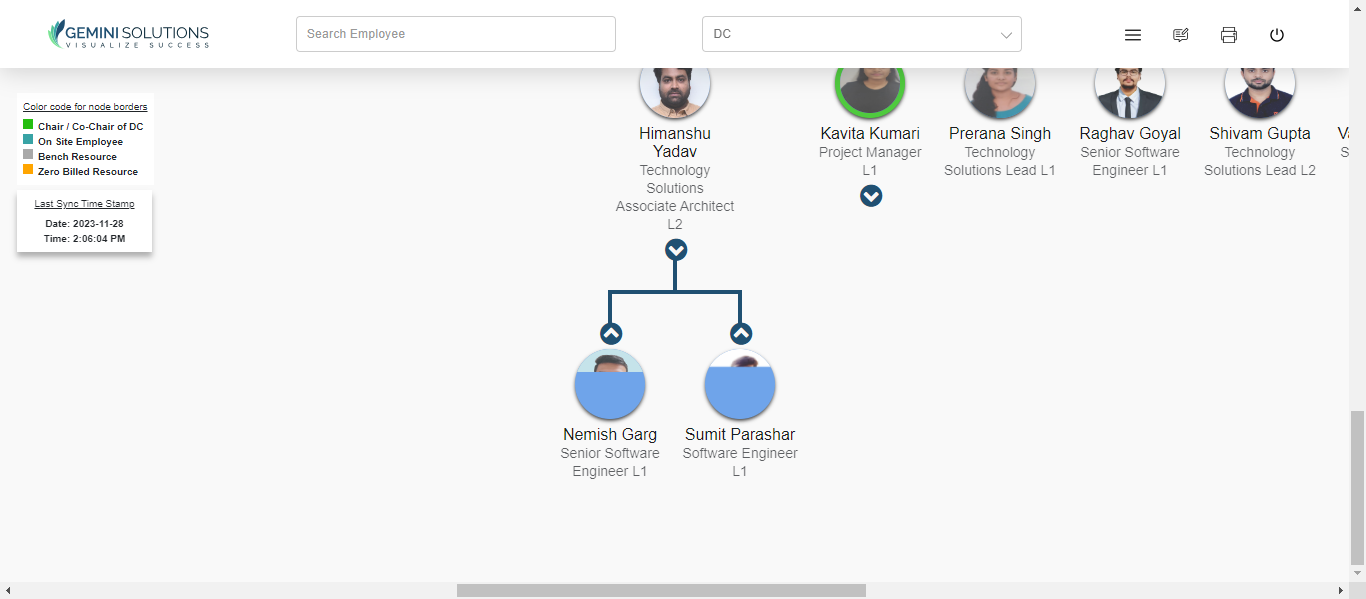 GEMINI SOLUTIONS
VISUALIZE SUCCESS
Search Employee
DC
Color code for node borders
Chair / Co-Chair of DC
On Site Employee
Bench Resource
Zero Billed Resource
Last Sync Time Stamp
Date: 2023-11-28
Time: 2:06:04 PM
Himanshu
Yadav
Technology
Solutions
Associate Architect
L2
Kavita Kumari
Project Manager
L1
Prerana Singh
Technology
Solutions Lead L1
Raghav Goyal
Senior Software
Engineer L1
Shivam Gupta
Technology
Solutions Lead L2
Nemish Garg
Senior Software
Engineer L1
Sumit Parashar
Software Engineer
L1